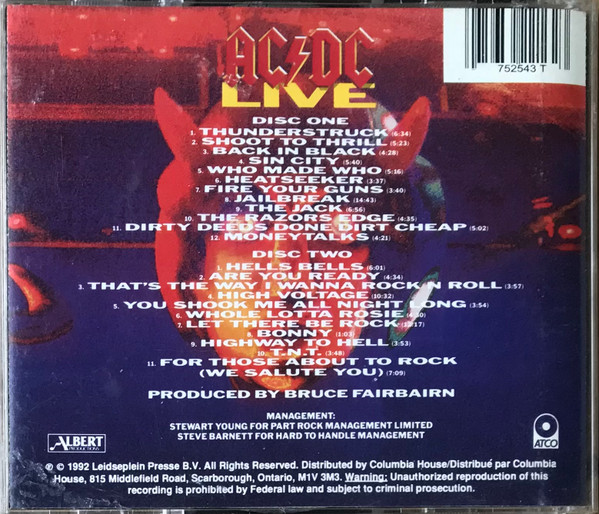 AC/DC
LIVE
752543 T
DISC ONE
1. THUNDERSTRUCK (6:34)
2. SHOOT TO THRILL (5:23)
3. BACK IN BLACK (4:28)
4. SIN CITY (5:40)
5. WHO MADE WHO (5:16)
6. HEATSEEKER (3:37)
7. FIRE YOUR GUNS (3:40)
8. JAILBREAK (14:43)
9. THE JACK (6:56)
10. THE RAZORS EDGE (4:35)
11. DIRTY DEEDS DONE DIRT CHEAP (5:02)
12. MONEYTALKS (4:21)
DISC TWO
1. HELLS BELLS (6:01)
2. ARE YOU READY (4:34)
3. THAT'S THE WAY I WANNA ROCK N ROLL (3:57)
4. HIGH VOLTAGE (10:32)
5. YOU SHOOK ME ALL NIGHT LONG (3:54)
6. WHOLE LOTTA ROSIE
7. LET THERE BE ROCK
8. BONNY (1:03)
9. HIGHWAY TO HELL (3:53)
10. T.N.T. (3:48)
11. FOR THOSE ABOUT TO ROCK
(WE SALUTE YOU) (7:09)
PRODUCED BY BRUCE FAIRBAIRN
MANAGEMENT:
STEWART YOUNG FOR PART ROCK MANAGEMENT LIMITED
STEVE BARNETT FOR HARD TO HANDLE MANAGEMENT
ALBERT
PRODUCTIONS
ATCO
℗ © 1992 Leidseplein Presse B.V. All Rights Reserved. Distributed by Columbia House/Distribué par Columbia
House, 815 Middlefield Road, Scarborough, Ontario, M1V 3M3. Warning: Unauthorized reproduction of this
recording is prohibited by Federal law and subject to criminal prosecution.